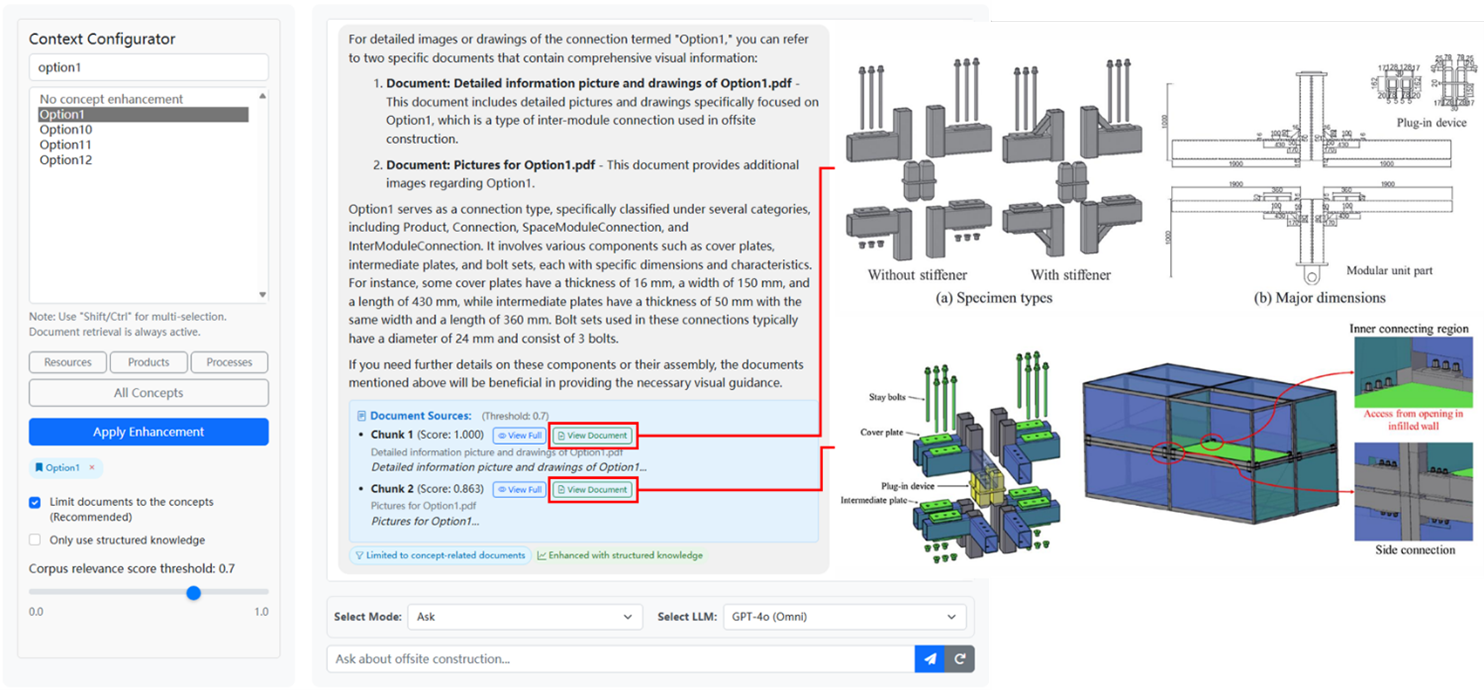 Context Configurator
option1
No concept enhancement
Option1
Option10
Option11
Option12
Note: Use "Shift/Ctrl" for multi-selection.
Document retrieval is always active.
Resources
Products
Processes
All Concepts
Apply Enhancement
Option1 ×
Limit documents to the concepts
(Recommended)
Only use structured knowledge
Corpus relevance score threshold: 0.7
0.0
1.0
For detailed images or drawings of the connection termed "Option1," you can refer
to two specific documents that contain comprehensive visual information:
1. Document: Detailed information picture and drawings of Option1.pdf -
This document includes detailed pictures and drawings specifically focused on
Option1, which is a type of inter-module connection used in offsite
construction.
2. Document: Pictures for Option1.pdf - This document provides additional
images regarding Option1.
Option1 serves as a connection type, specifically classified under several categories,
including Product, Connection, SpaceModuleConnection, and
InterModuleConnection. It involves various components such as cover plates,
intermediate plates, and bolt sets, each with specific dimensions and characteristics.
For instance, some cover plates have a thickness of 16 mm, a width of 150 mm, and
a length of 430 mm, while intermediate plates have a thickness of 50 mm with the
same width and a length of 360 mm. Bolt sets used in these connections typically
have a diameter of 24 mm and consist of 3 bolts.
If you need further details on these components or their assembly, the documents
mentioned above will be beneficial in providing the necessary visual guidance.
Document Sources: (Threshold: 0.7)
• Chunk 1 (Score: 1.000) View Full View Document
Detailed information picture and drawings of Option1.pdf
Detailed information picture and drawings of Option1...
• Chunk 2 (Score: 0.863) View Full View Document
Pictures for Option1.pdf
Pictures for Option1...
Limited to concept-related documents
Enhanced with structured knowledge
Select Mode: Ask
Select LLM: GPT-4o (Omni)
Ask about offsite construction...
Without stiffener
With stiffener
(a) Specimen types
Plug-in device
1000
1900
1900
1900
360
360
1900
100
100
430
430
1000
Modular unit part
(b) Major dimensions
Stay bolts
Cover plate
Plug-in device
Intermediate plate
Inner connecting region
Access from opening in
infilled wall
Side connection